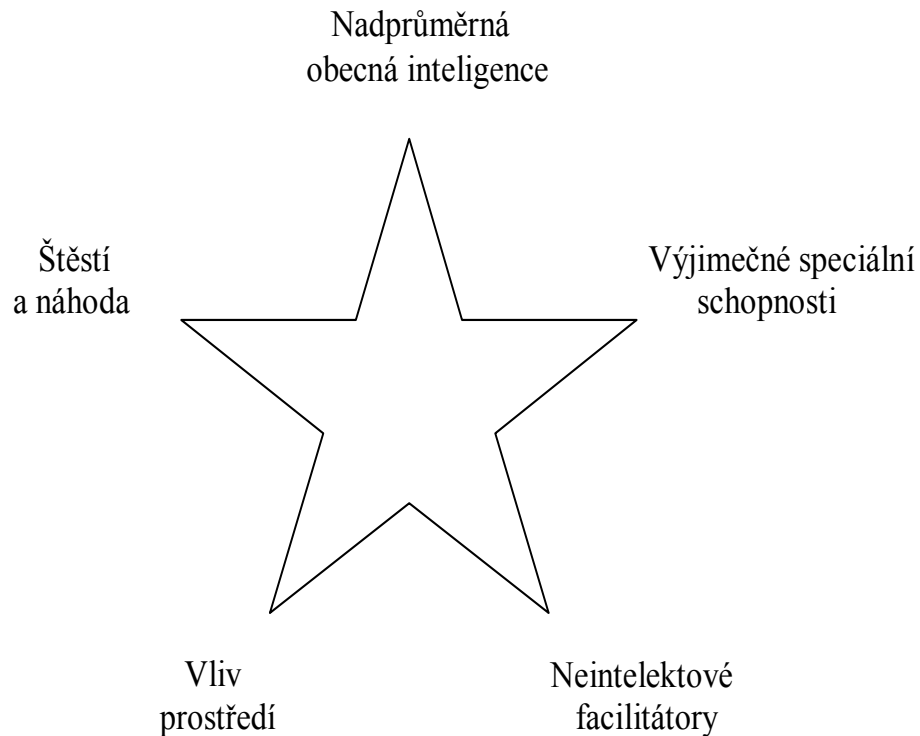 Nadprůměrná
obecná inteligence
Štěstí
a náhoda
Výjimečné speciální
schopnosti
Vliv
prostředí
Neintelektové
facilitátory